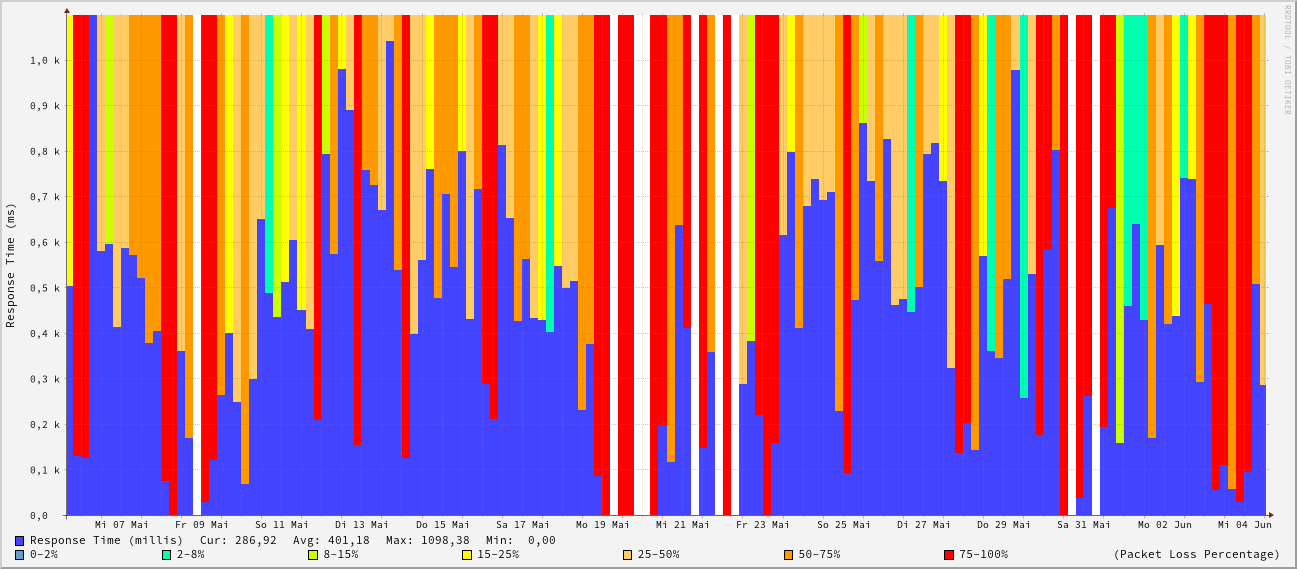 RRDTOOL / TOBI OETIKER
Response Time (ms)
1,0 k
0,9 k
0,8 k
0,7 k
0,6 k
0,5 k
0,4 k
0,3 k
0,2 k
0,1 k
0,0
Mi 07 Mai Fr 09 Mai So 11 Mai Di 13 Mai Do 15 Mai Sa 17 Mai Mo 19 Mai Mi 21 Mai Fr 23 Mai So 25 Mai Di 27 Mai Do 29 Mai Sa 31 Mai Mo 02 Jun Mi 04 Jun
Response Time (millis) Cur: 286,92 Avg: 401,18 Max: 1098,38 Min: 0,00
0-2% 2-8% 8-15% 15-25% 25-50% 50-75% 75-100% (Packet Loss Percentage)